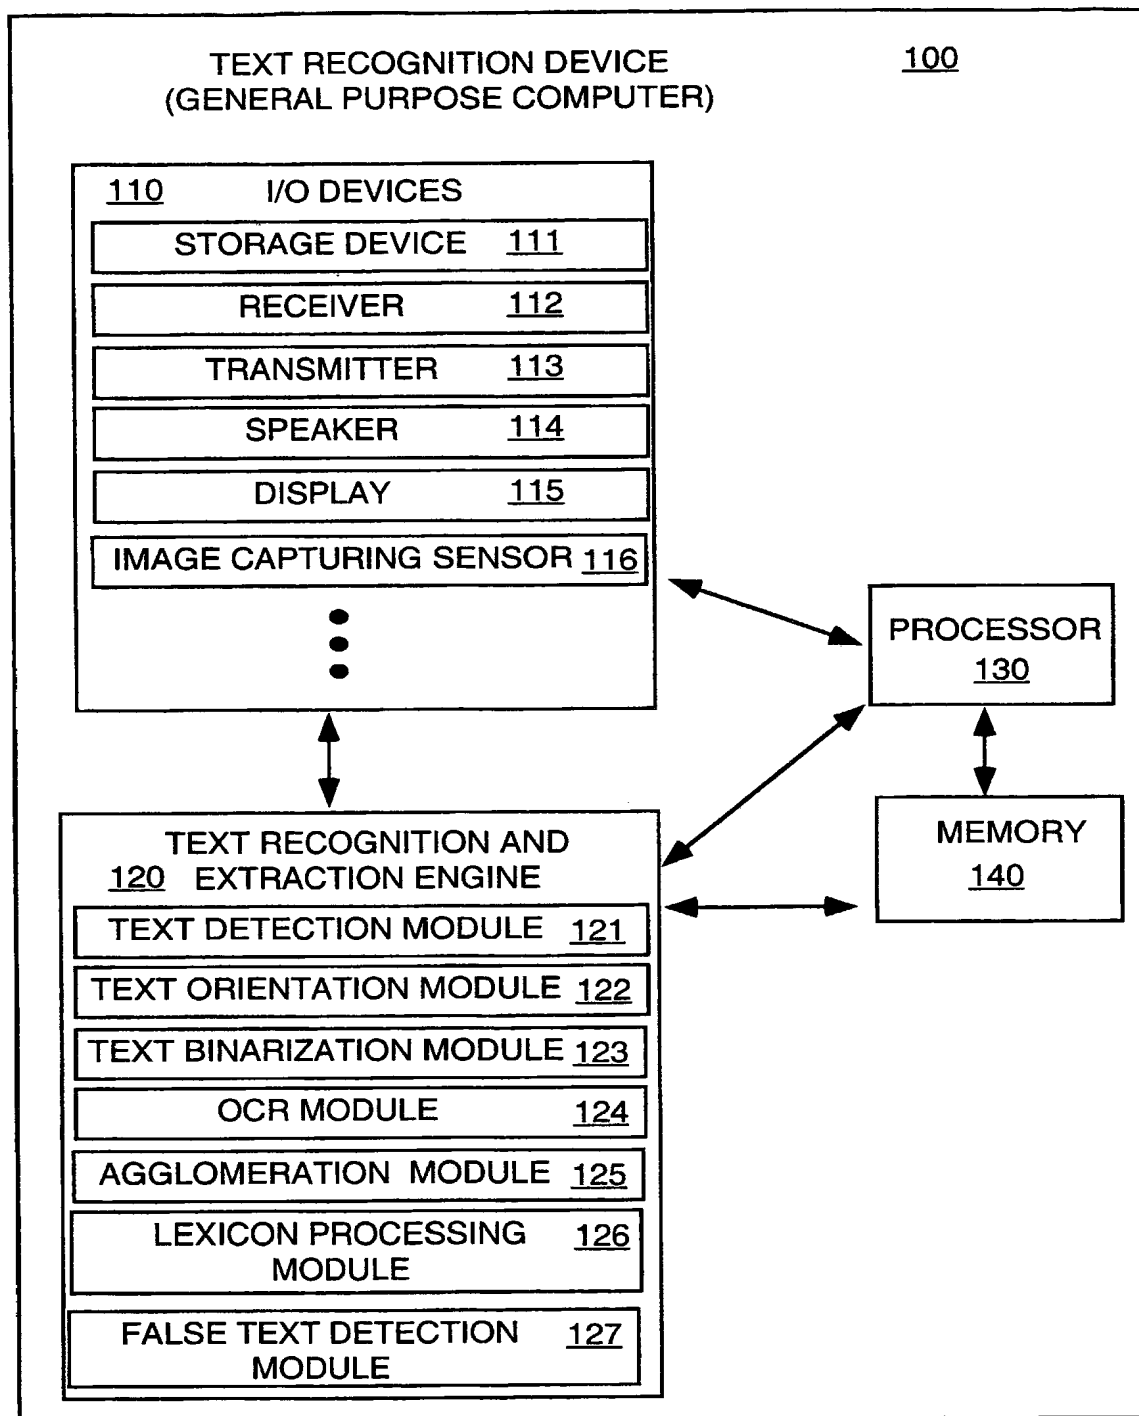 TEXT RECOGNITION DEVICE 100
(GENERAL PURPOSE COMPUTER)
110 I/O DEVICES
STORAGE DEVICE 111
RECEIVER 112
TRANSMITTER 113
SPEAKER 114
DISPLAY 115
IMAGE CAPTURING SENSOR 116
PROCESSOR
130
MEMORY
140
TEXT RECOGNITION AND
120 EXTRACTION ENGINE
TEXT DETECTION MODULE 121
TEXT ORIENTATION MODULE 122
TEXT BINARIZATION MODULE 123
OCR MODULE 124
AGGLOMERATION MODULE 125
LEXICON PROCESSING 126
MODULE
FALSE TEXT DETECTION 127
MODULE